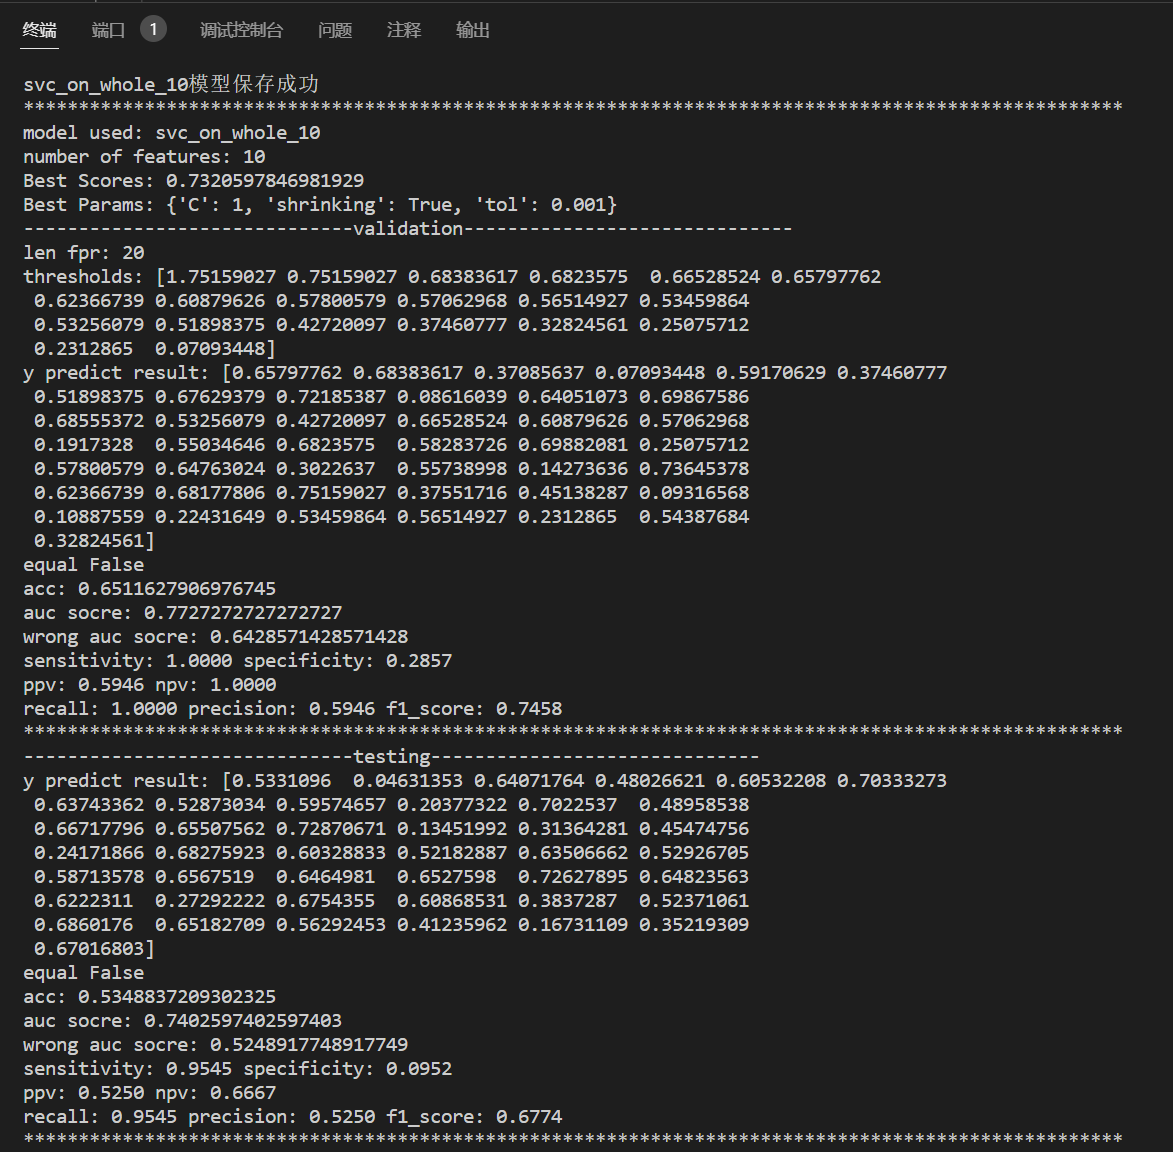 终端 端口 1 调试控制台 问题 注释 输出
svc_on_whole_10模型保存成功
****************************************************************************************************
model used: svc_on_whole_10
number of features: 10
Best Scores: 0.7320597846981929
Best Params: {'C': 1, 'shrinking': True, 'tol': 0.001}
------------------------------validation------------------------------
len fpr: 20
thresholds: [1.75159027 0.75159027 0.68383617 0.6823575  0.66528524 0.65797762
 0.62366739 0.60879626 0.57800579 0.57062968 0.56514927 0.53459864
 0.53256079 0.51898375 0.42720097 0.37460777 0.32824561 0.25075712
 0.2312865  0.07093448]
y predict result: [0.65797762 0.68383617 0.37085637 0.07093448 0.59170629 0.37460777
 0.51898375 0.67629379 0.72185387 0.08616039 0.64051073 0.69867586
 0.68555372 0.53256079 0.42720097 0.66528524 0.60879626 0.57062968
 0.1917328  0.55034646 0.6823575  0.58283726 0.69882081 0.25075712
 0.57800579 0.64763024 0.3022637  0.55738998 0.14273636 0.73645378
 0.62366739 0.68177806 0.75159027 0.37551716 0.45138287 0.09316568
 0.10887559 0.22431649 0.53459864 0.56514927 0.2312865  0.54387684
 0.32824561]
equal False
acc: 0.6511627906976745
auc socre: 0.7727272727272727
wrong auc socre: 0.6428571428571428
sensitivity: 1.0000 specificity: 0.2857
ppv: 0.5946 npv: 1.0000
recall: 1.0000 precision: 0.5946 f1_score: 0.7458
****************************************************************************************************
------------------------------testing------------------------------
y predict result: [0.5331096  0.04631353 0.64071764 0.48026621 0.60532208 0.70333273
 0.63743362 0.52873034 0.59574657 0.20377322 0.7022537  0.48958538
 0.66717796 0.65507562 0.72870671 0.13451992 0.31364281 0.45474756
 0.24171866 0.68275923 0.60328833 0.52182887 0.63506662 0.52926705
 0.58713578 0.6567519  0.6464981  0.6527598  0.72627895 0.64823563
 0.6222311  0.27292222 0.6754355  0.60868531 0.3837287  0.52371061
 0.6860176  0.65182709 0.56292453 0.41235962 0.16731109 0.35219309
 0.67016803]
equal False
acc: 0.5348837209302325
auc socre: 0.7402597402597403
wrong auc socre: 0.5248917748917749
sensitivity: 0.9545 specificity: 0.0952
ppv: 0.5250 npv: 0.6667
recall: 0.9545 precision: 0.5250 f1_score: 0.6774
****************************************************************************************************